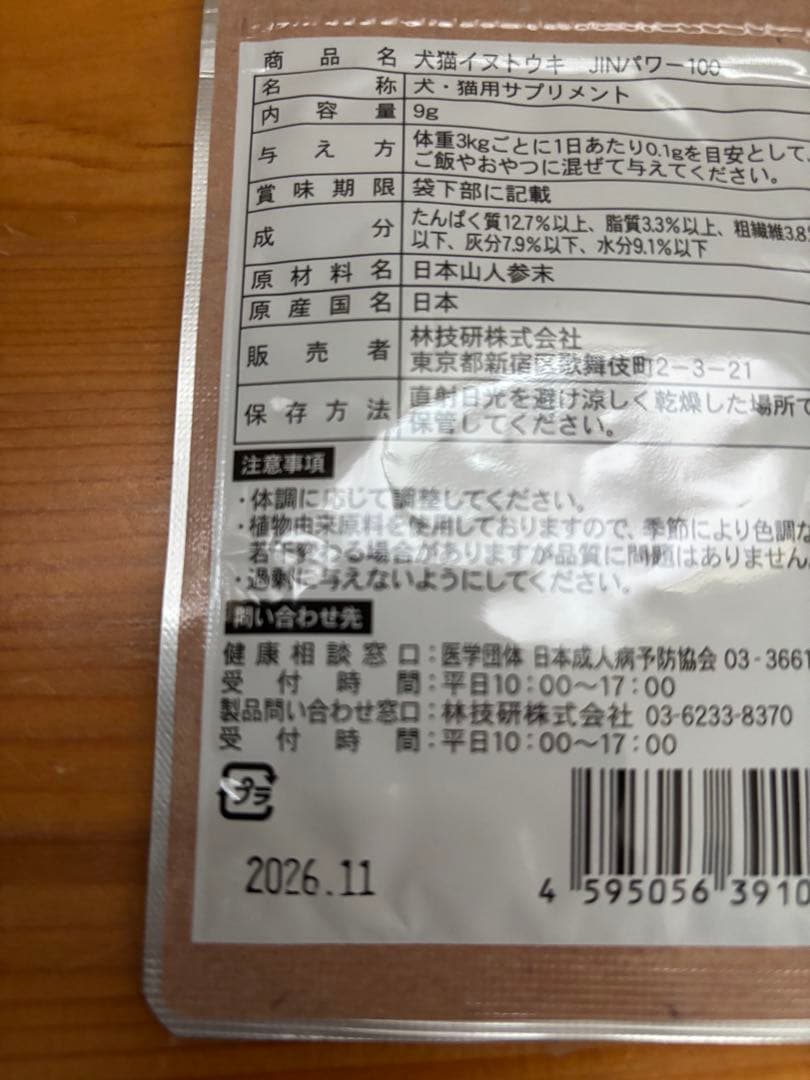 商品名 犬猫イヌトウキ JINパワー100
名称 犬・猫用サプリメント
内容量 9g
与え方 体重3kgごとに1日あたり0.1gを目安として、
ご飯やおやつに混ぜて与えてください。
賞味期限 袋下部に記載
成分 たんぱく質12.7%以上、脂質3.3%以上、粗繊維3.8%
以下、灰分7.9%以下、水分9.1%以下
原材料名 日本山人参末
原産国名 日本
販売者 林技研株式会社
東京都新宿区歌舞伎町2-3-21
保存方法 直射日光を避け涼しく乾燥した場所で
保管してください。
注意事項
・体調に応じて調整してください。
・植物由来原料を使用しておりますので、季節により色調な
若干変わる場合がありますが品質に問題はありません。
・過剰に与えないようにしてください。
問い合わせ先
健康相談窓口：医学団体 日本成人病予防協会 03-3661
受付時間：平日10:00〜17:00
製品問い合わせ窓口：林技研株式会社 03-6233-8370
受付時間：平日10:00〜17:00
プラ
2026.11
4 595056 3910